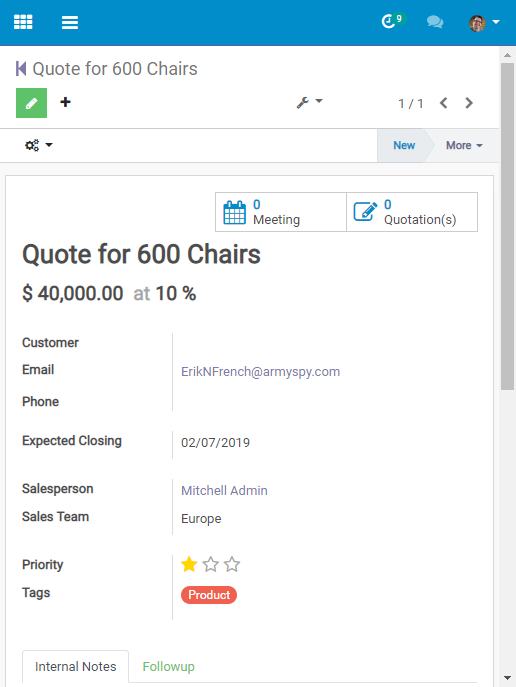 9
Quote for 600 Chairs
1 / 1
New More
0 Meeting
0 Quotation(s)
Quote for 600 Chairs
$ 40,000.00 at 10 %
Customer
Email ErikNFrench@armyspy.com
Phone
Expected Closing 02/07/2019
Salesperson Mitchell Admin
Sales Team Europe
Priority
Tags Product
Internal Notes Followup